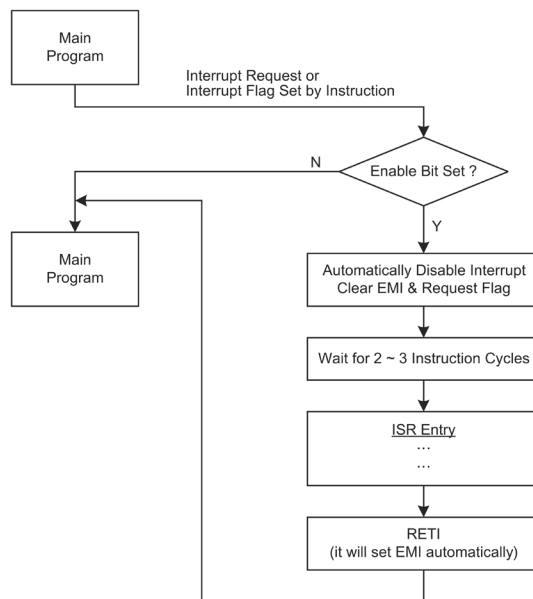 Main
Program
Interrupt Request or
Interrupt Flag Set by Instruction
Enable Bit Set ?
N
Y
Main
Program
Automatically Disable Interrupt
Clear EMI & Request Flag
Wait for 2 ~ 3 Instruction Cycles
ISR Entry
...
...
RETI
(it will set EMI automatically)